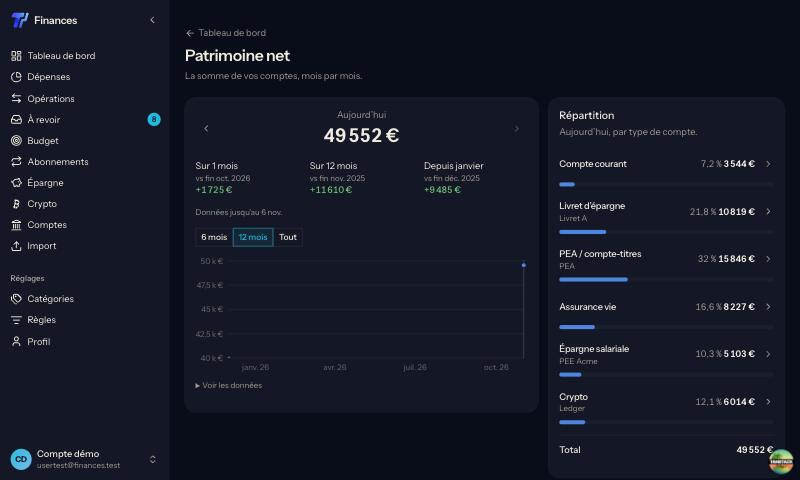 Finances
Tableau de bord
Dépenses
Opérations
À revoir 8
Budget
Abonnements
Épargne
Crypto
Comptes
Import
Réglages
Catégories
Règles
Profil
CD
Compte démo
usertest@finances.test
Tableau de bord
Patrimoine net
La somme de vos comptes, mois par mois.
Aujourd'hui
49 552 €
Sur 1 mois
vs fin oct. 2026
+1 725 €
Sur 12 mois
vs fin nov. 2025
+11 610 €
Depuis janvier
vs fin déc. 2025
+9 485 €
Données jusqu'au 6 nov.
6 mois 12 mois Tout
50 k €
47,5 k €
45 k €
42,5 k €
40 k €
janv. 26 avr. 26 juil. 26 oct. 26
Voir les données
Répartition
Aujourd'hui, par type de compte.
Compte courant 7,2 % 3 544 €
Livret d'épargne
Livret A
21,8 % 10 819 €
PEA / compte-titres
PEA
32 % 15 846 €
Assurance vie 16,6 % 8 227 €
Épargne salariale
PEE Acme
10,3 % 5 103 €
Crypto
Ledger
12,1 % 6 014 €
Total 49 552 €